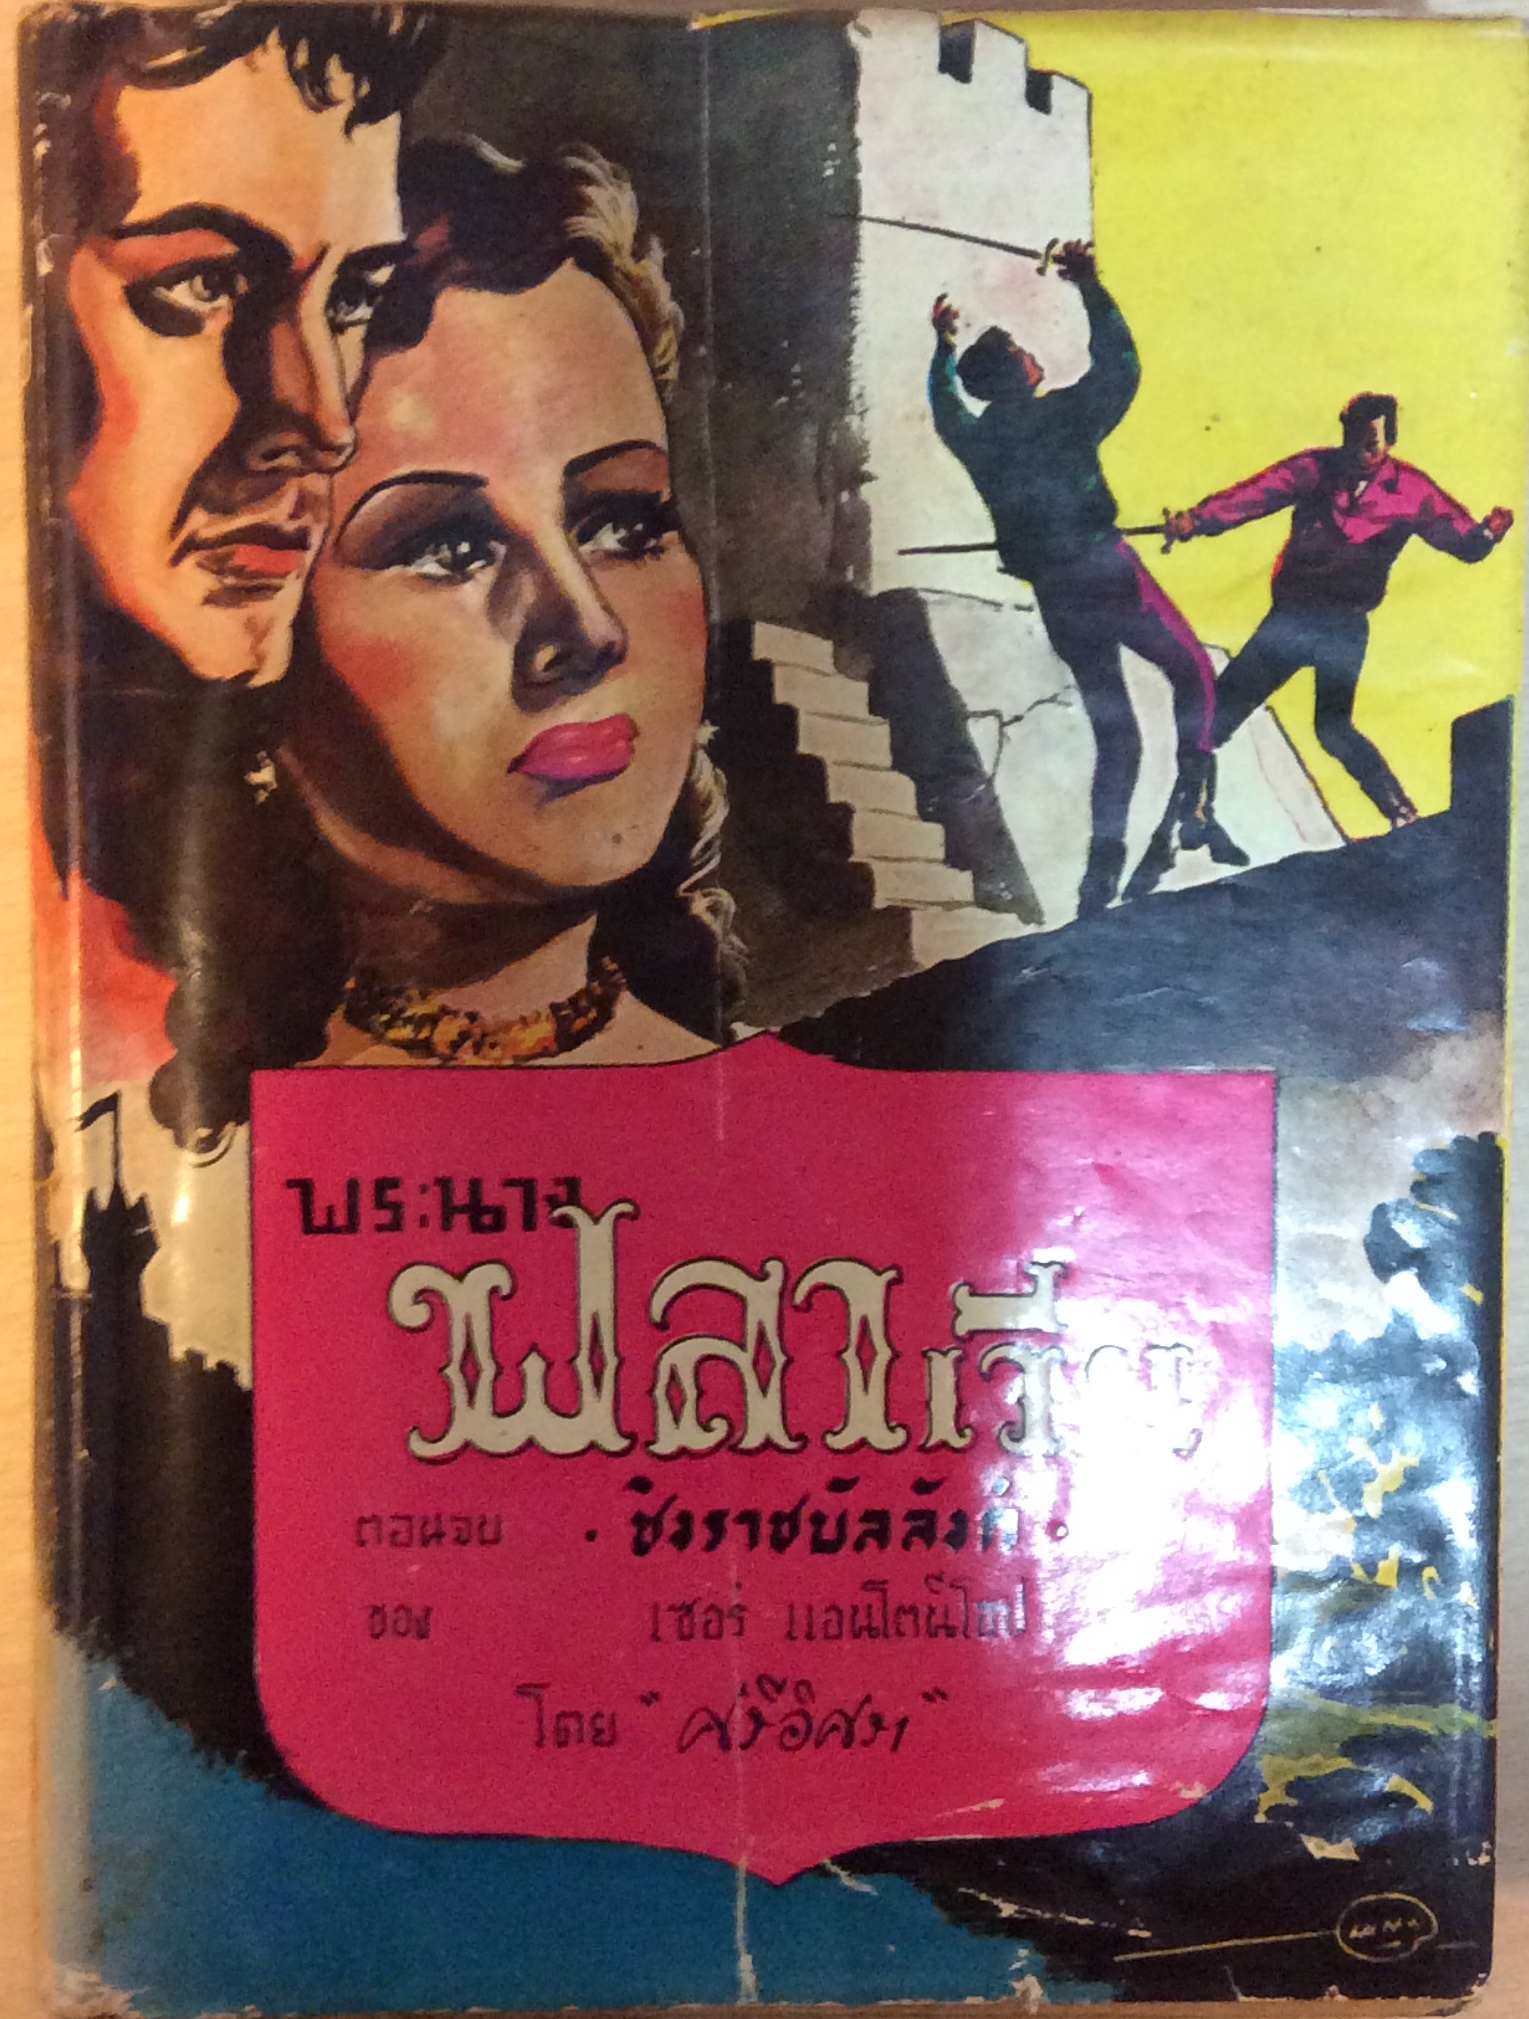 พระนาง
ฟลาเวีย
ตอนจบ . ชิงราชบัลลังก์ .
ของ เซอร์ แอนโตนีโฮป
โดย "ศรีอิศรา"